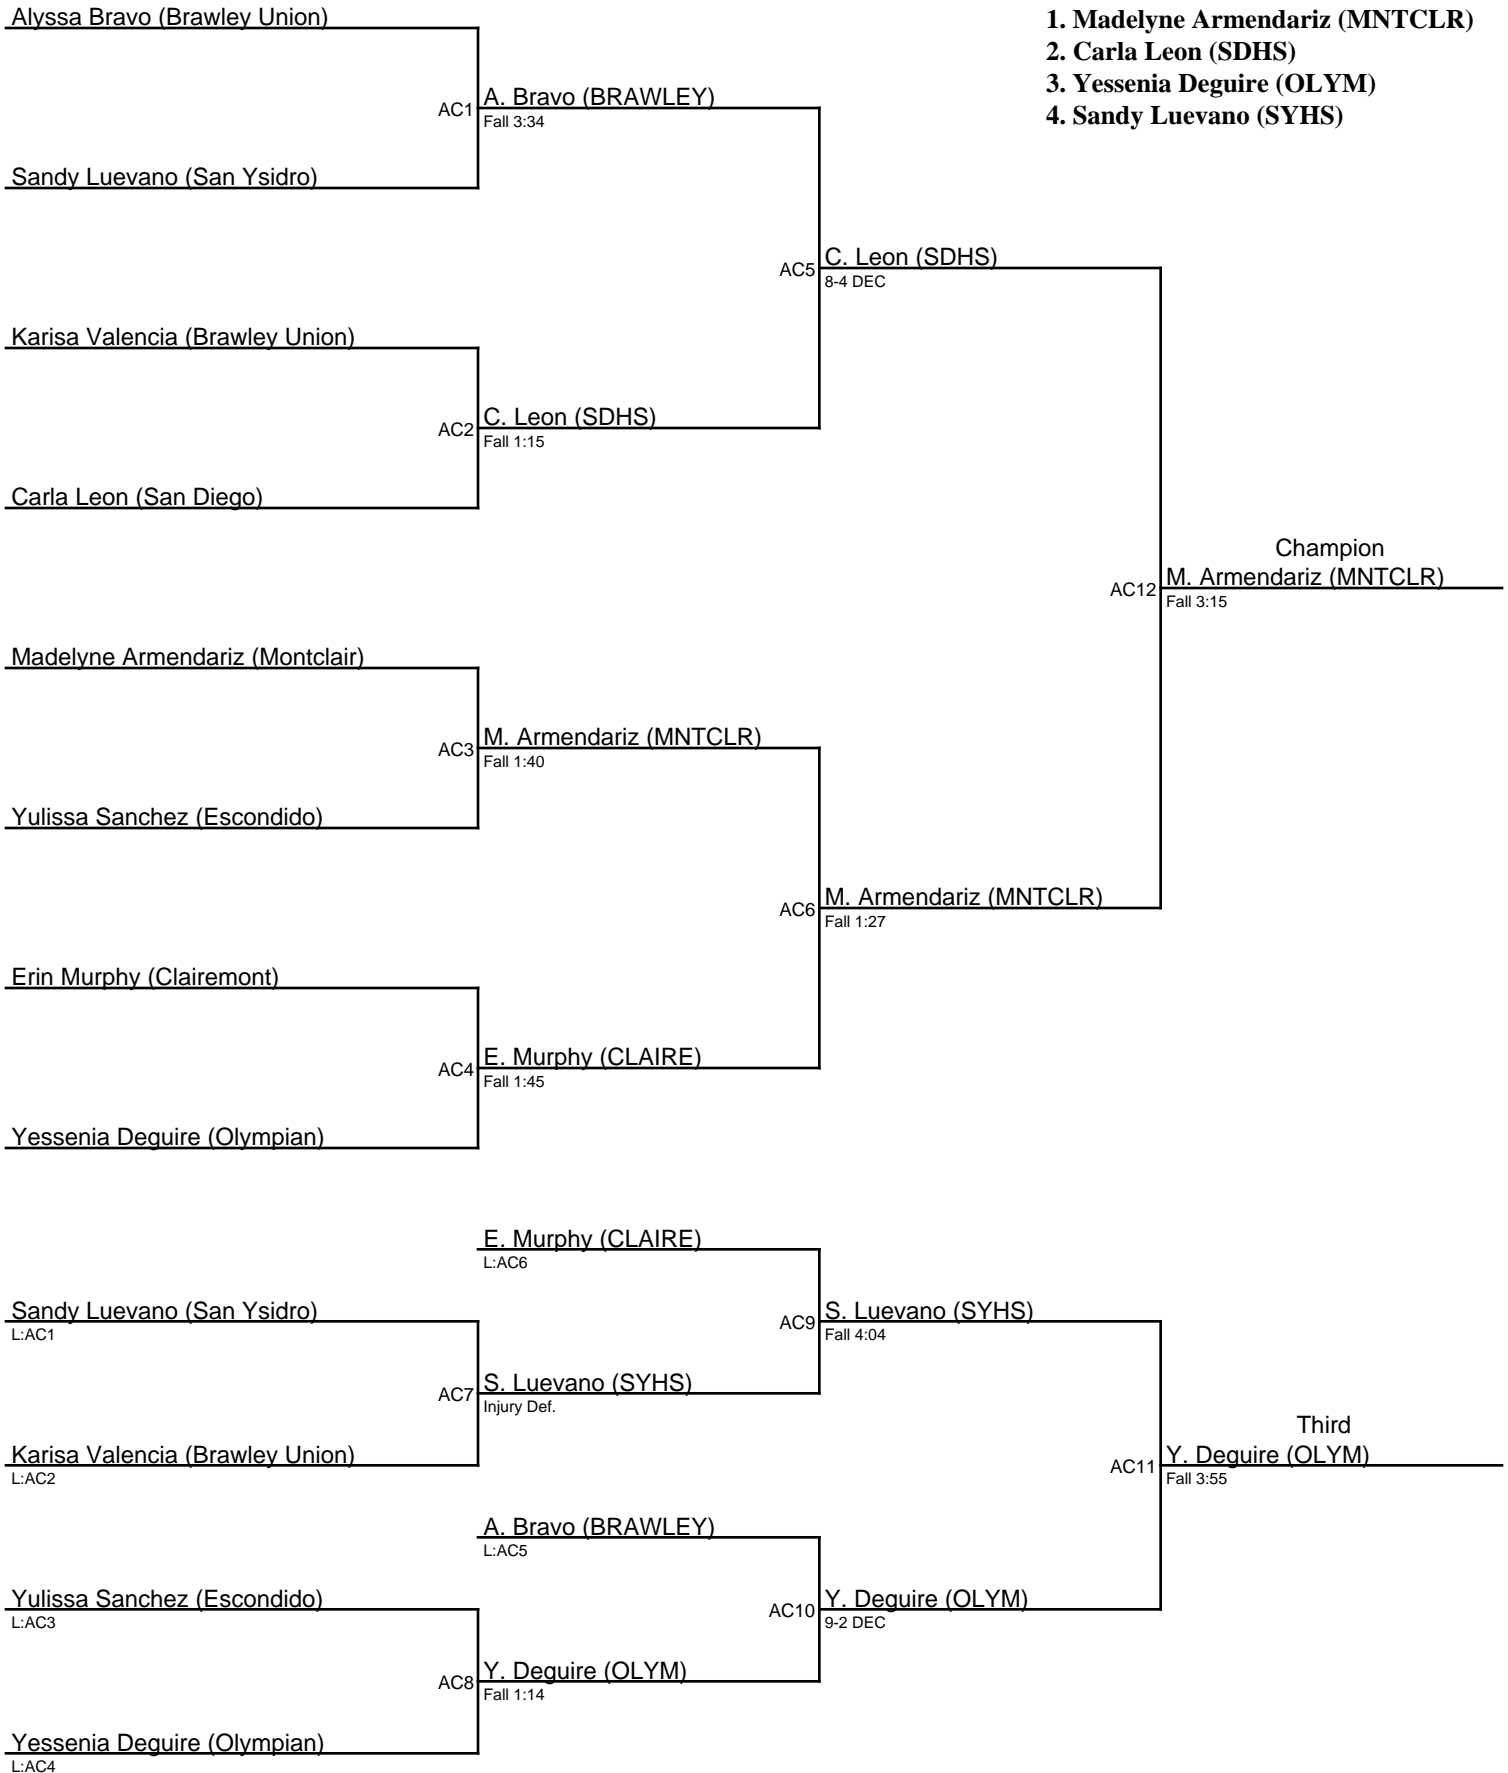 Alyssa Bravo (Brawley Union)
1. Madelyne Armendariz (MNTCLR)
2. Carla Leon (SDHS)
3. Yessenia Deguire (OLYM)
4. Sandy Luevano (SYHS)
AC1
A. Bravo (BRAWLEY)
Fall 3:34
Sandy Luevano (San Ysidro)
AC5
C. Leon (SDHS)
8-4 DEC
Karisa Valencia (Brawley Union)
AC2
C. Leon (SDHS)
Fall 1:15
Carla Leon (San Diego)
Champion
AC12
M. Armendariz (MNTCLR)
Fall 3:15
Madelyne Armendariz (Montclair)
AC3
M. Armendariz (MNTCLR)
Fall 1:40
Yulissa Sanchez (Escondido)
AC6
M. Armendariz (MNTCLR)
Fall 1:27
Erin Murphy (Clairemont)
AC4
E. Murphy (CLAIRE)
Fall 1:45
Yessenia Deguire (Olympian)
E. Murphy (CLAIRE)
L:AC6
Sandy Luevano (San Ysidro)
L:AC1
AC9
S. Luevano (SYHS)
Fall 4:04
AC7
S. Luevano (SYHS)
Injury Def.
Karisa Valencia (Brawley Union)
L:AC2
Third
AC11
Y. Deguire (OLYM)
Fall 3:55
A. Bravo (BRAWLEY)
L:AC5
Yulissa Sanchez (Escondido)
L:AC3
AC10
Y. Deguire (OLYM)
9-2 DEC
AC8
Y. Deguire (OLYM)
Fall 1:14
Yessenia Deguire (Olympian)
L:AC4